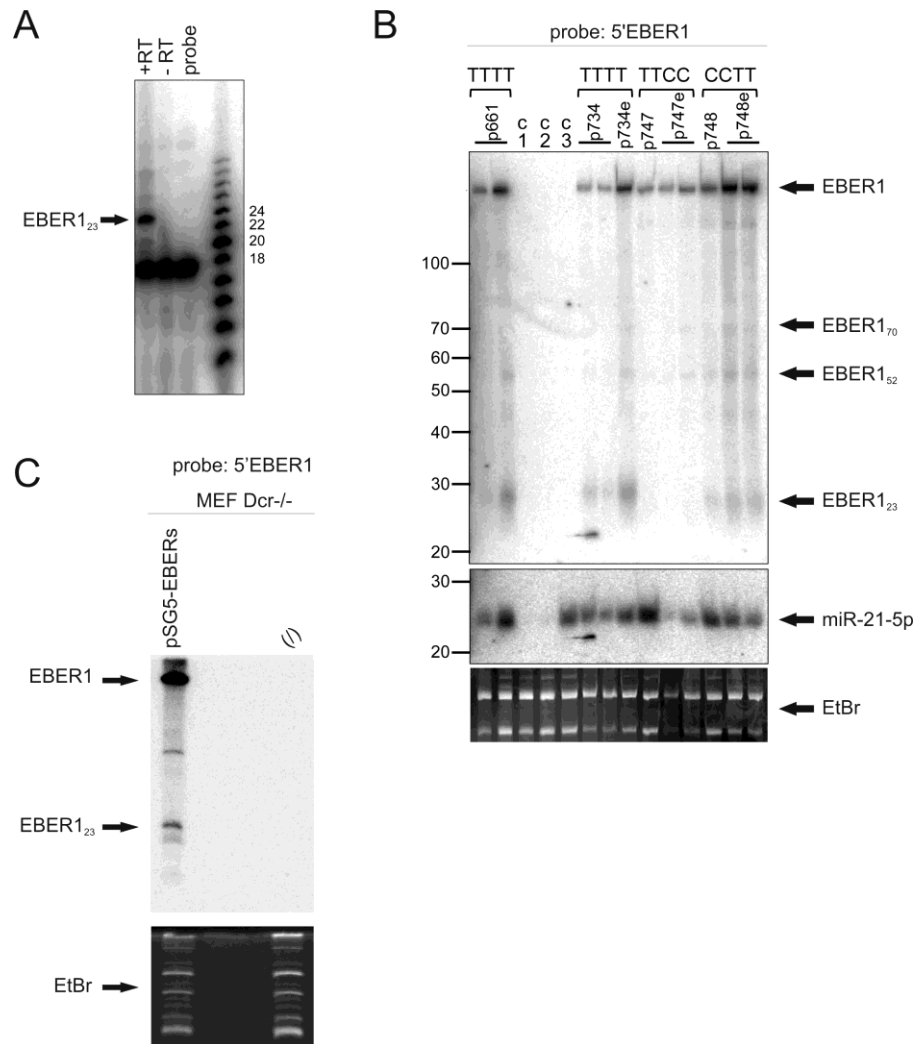 A
+RT
- RT
probe
EBER1₂₃
24
22
20
18
B
probe: 5'EBER1
TTTT TTTT TTCC CCTT
p661
c 1
c 2
c 3
p734
p734e
p747
p747e
p748
p748e
EBER1
100
EBER1₇₀
70
60
EBER1₅₂
50
40
30
EBER1₂₃
20
30
miR-21-5p
20
EtBr
C
probe: 5'EBER1
MEF Dcr-/-
pSG5-EBERs
(/)
EBER1
EBER1₂₃
EtBr